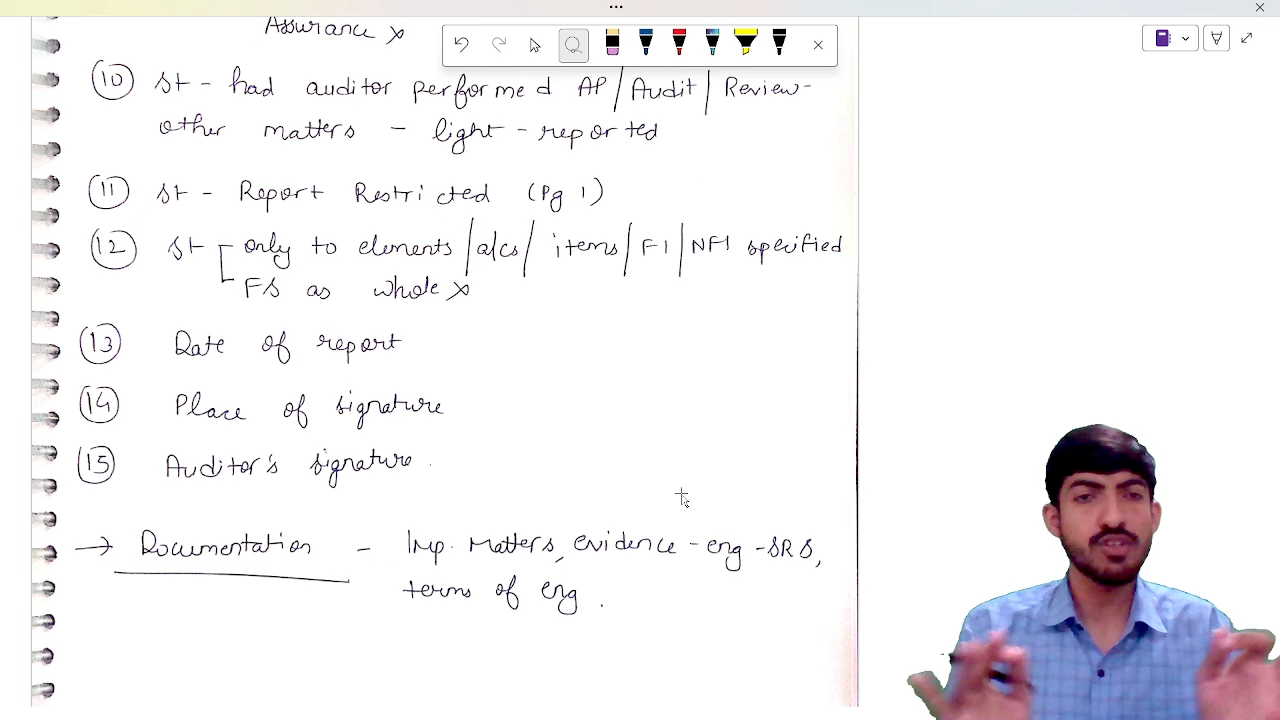 Assurance x
(10) St - had auditor performed AP/Audit/Review-
other matters - light - reported
(11) St - Report Restricted (Pg 1)
(12) St only to elements/a/cs/items/FI/NFI specified
FS as whole x
(13) Date of report
(14) Place of signature
(15) Auditor's signature.
→ Documentation - Imp. Matters, evidence - eng - SRS,
terms of eng.